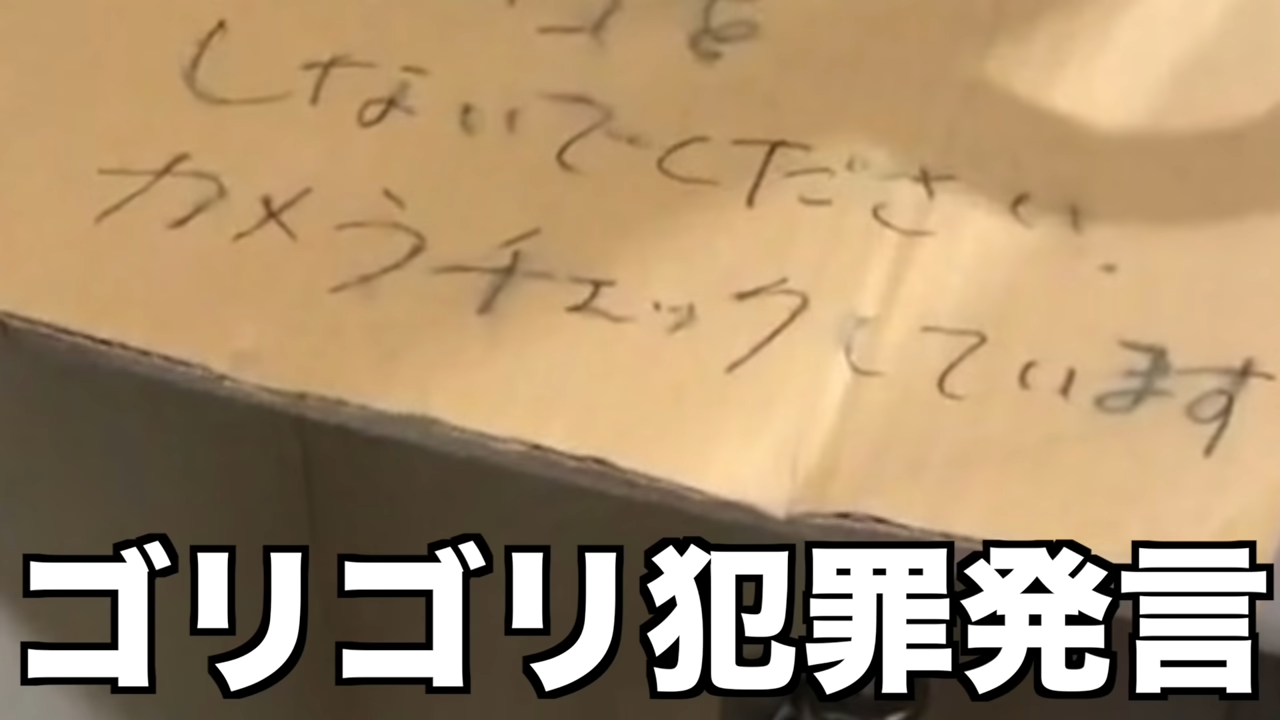 しないでください.
カメラチェックしています
ゴリゴリ犯罪発言